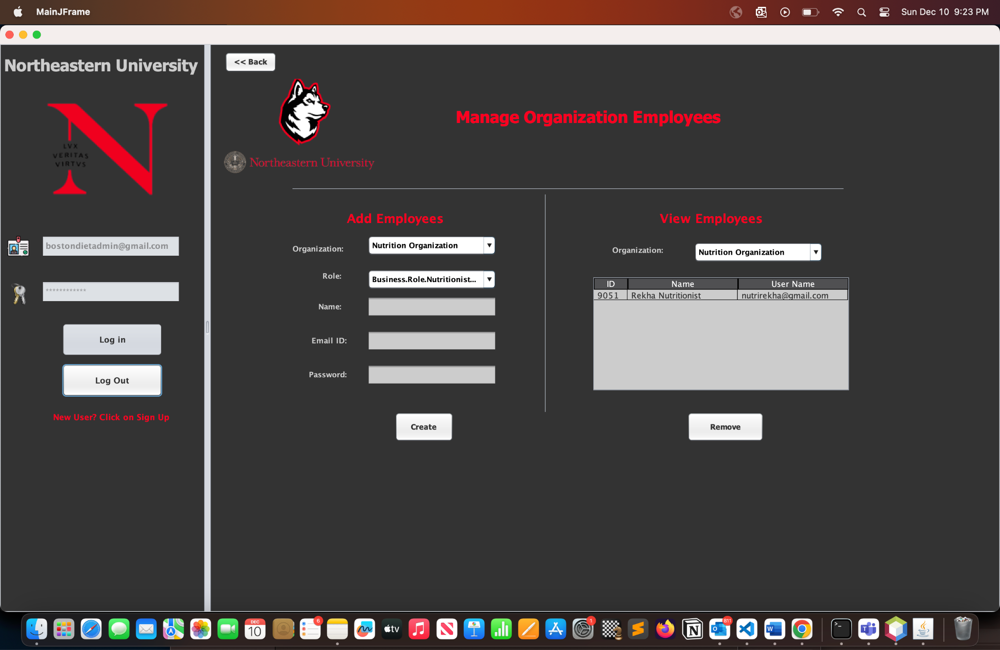 MainJFrame
Sun Dec 10 9:23 PM
Northeastern University
LVX
VERITAS
VIRTVS
bostondietadmin@gmail.com
************
Log in
Log Out
New User? Click on Sign Up
<< Back
Manage Organization Employees
Northeastern University
Add Employees
Organization:
Nutrition Organization
Role:
Business.Role.Nutritionist...
Name:
Email ID:
Password:
Create
View Employees
Organization:
Nutrition Organization
ID Name User Name
9051 Rekha Nutritionist nutrirekha@gmail.com
Remove
DEC
10
6
tv
1
811